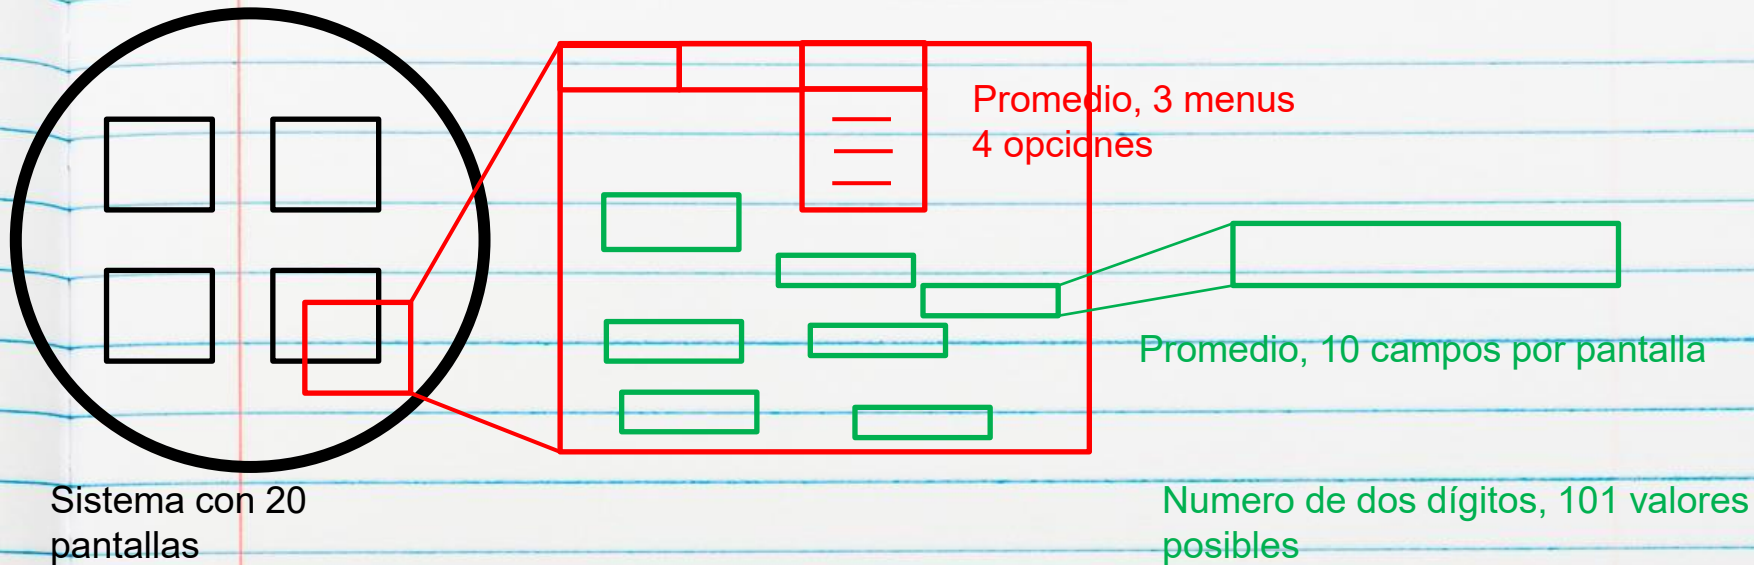 Promedio, 3 menus
4 opciones
Promedio, 10 campos por pantalla
Sistema con 20
pantallas
Numero de dos dígitos, 101 valores
posibles